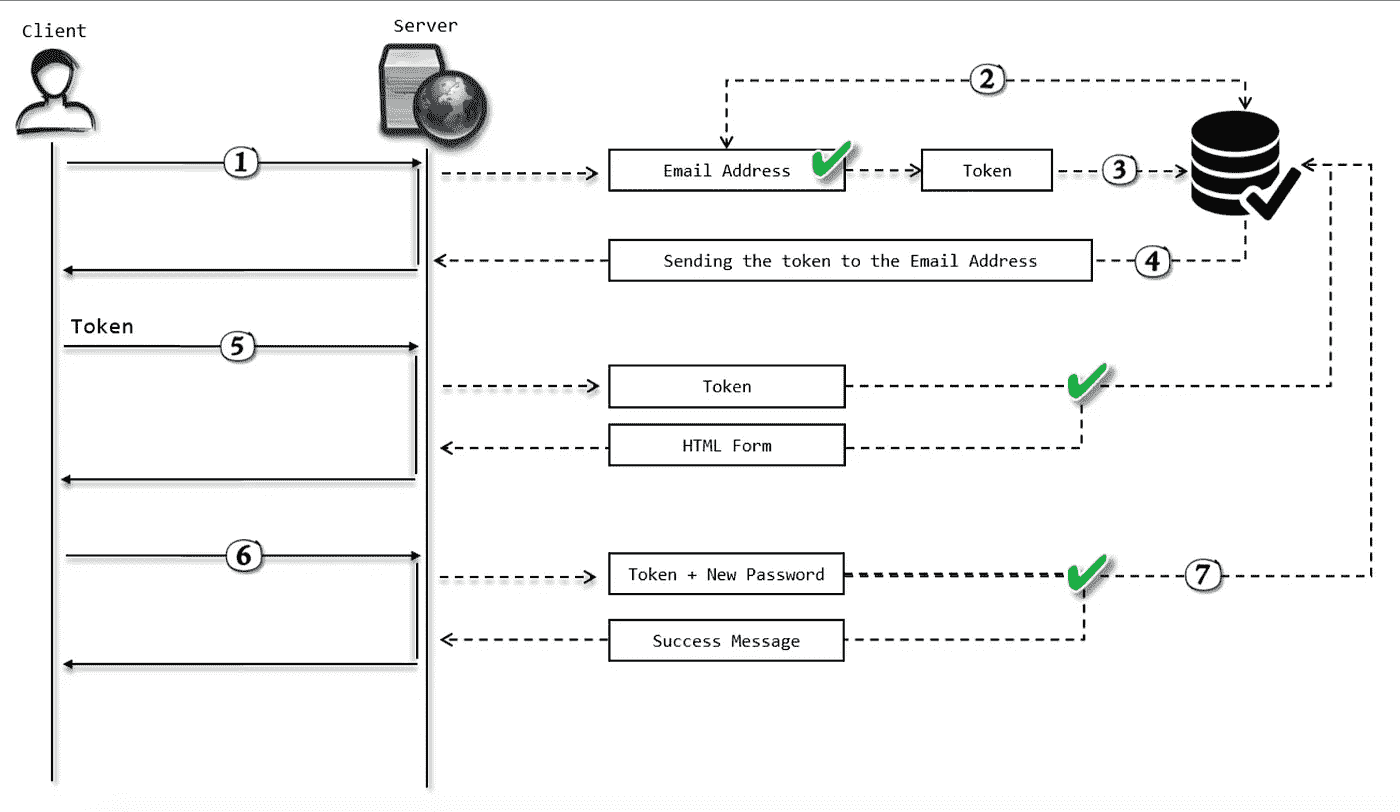 Client
Server
2
1
Email Address
Token
3
Sending the token to the Email Address
4
Token
5
Token
HTML Form
6
Token + New Password
7
Success Message